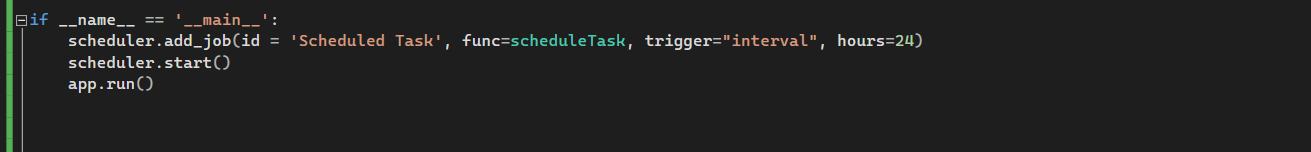 if __name__ == '__main__':
    scheduler.add_job(id = 'Scheduled Task', func=scheduleTask, trigger="interval", hours=24)
    scheduler.start()
    app.run()